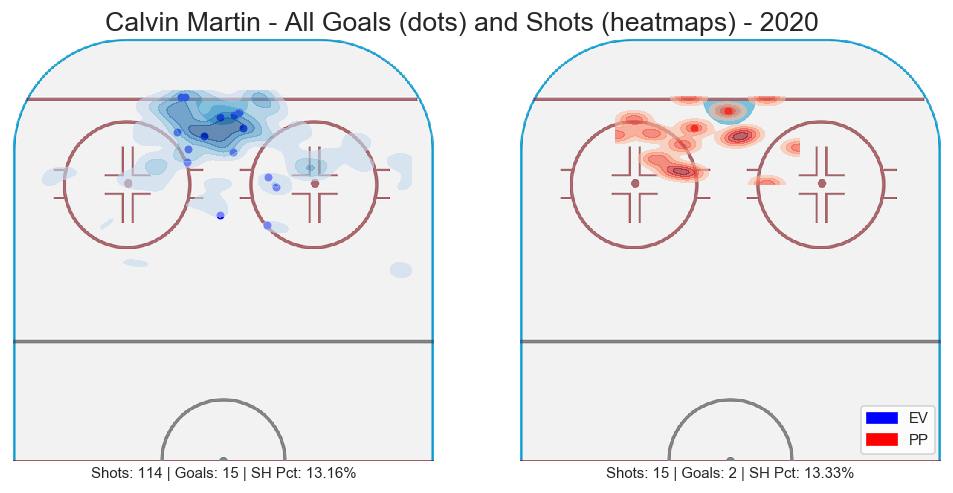 Calvin Martin - All Goals (dots) and Shots (heatmaps) - 2020
EV
PP
Shots: 114 | Goals: 15 | SH Pct: 13.16%
Shots: 15 | Goals: 2 | SH Pct: 13.33%